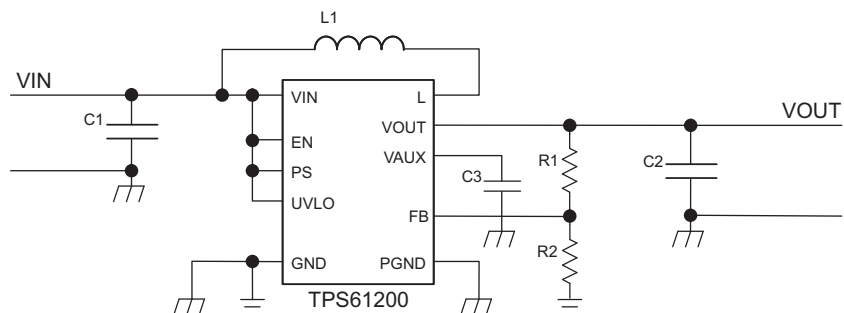 L1
VIN
C1
VIN
L
VOUT
VOUT
EN
VAUX
R1
PS
C3
C2
UVLO
FB
R2
GND
PGND
TPS61200